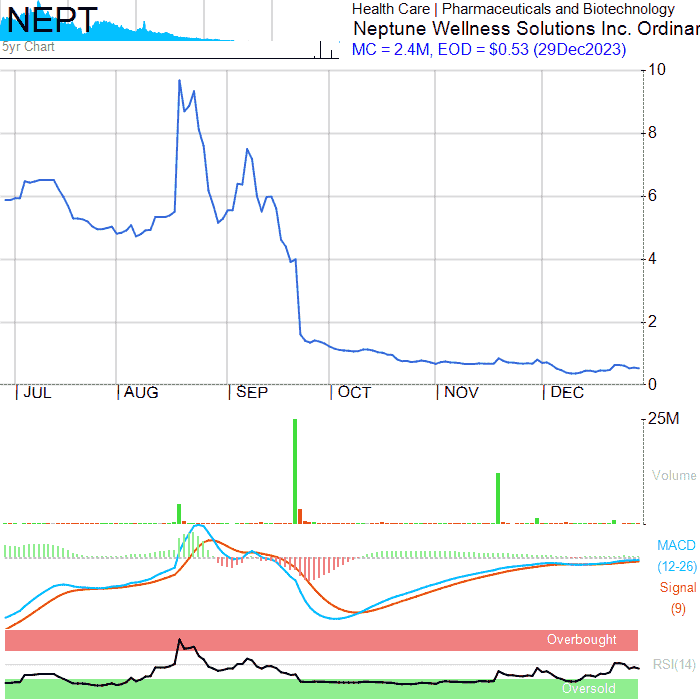 NEPT
5yr Chart
Health Care | Pharmaceuticals and Biotechnology
Neptune Wellness Solutions Inc. Ordinar
MC = 2.4M, EOD = $0.53 (29Dec2023)
10
8
6
4
2
0
JUL
AUG
SEP
OCT
NOV
DEC
25M
Volume
MACD
(12-26)
Signal
(9)
Overbought
RSI(14)
Oversold